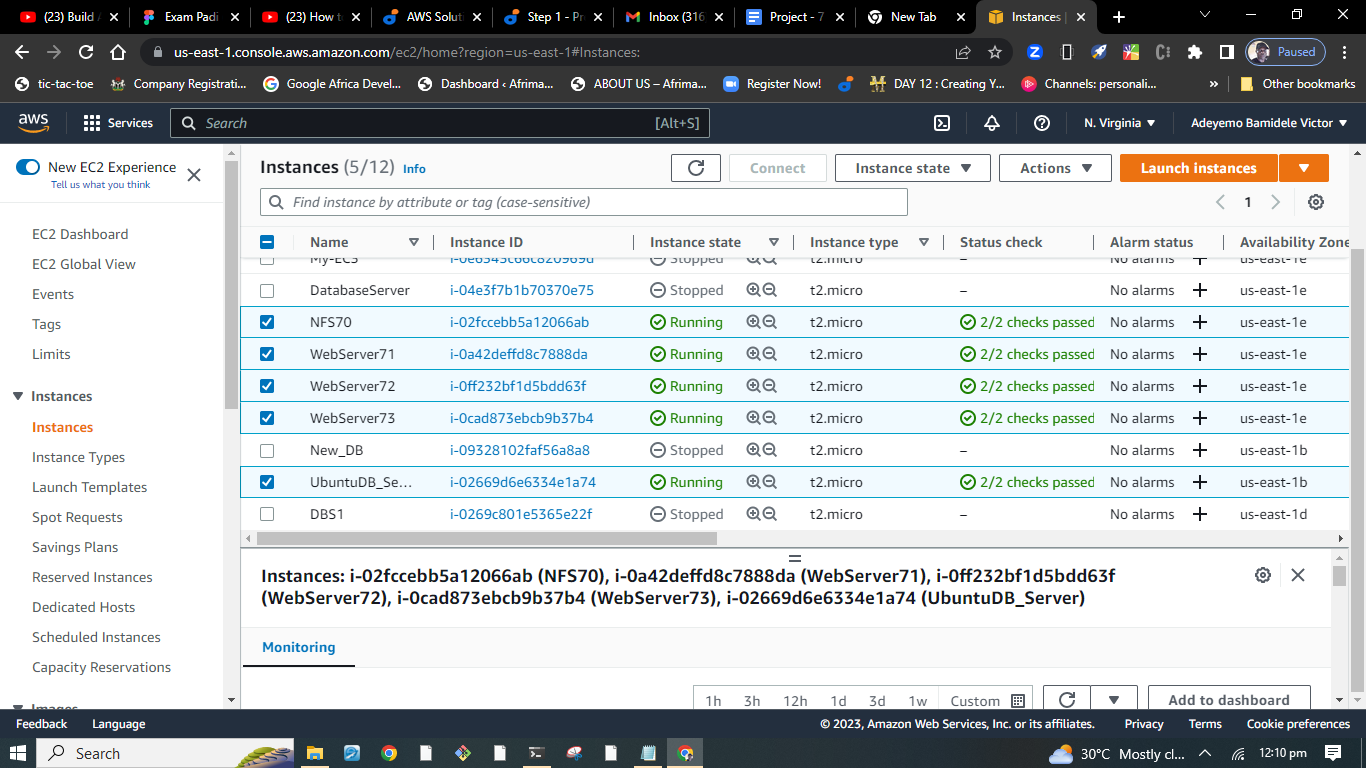 (23) Build A
Exam Padi
(23) How to
AWS Soluti
Step 1 - Pr
Inbox (316
Project - 7
New Tab
Instances |
us-east-1.console.aws.amazon.com/ec2/home?region=us-east-1#Instances:
Paused
tic-tac-toe
Company Registrati...
Google Africa Devel...
Dashboard ‹ Afrima...
ABOUT US – Afrima...
Register Now!
DAY 12 : Creating Y...
Channels: personali...
»
Other bookmarks
aws
Services
Search
[Alt+S]
N. Virginia
Adeyemo Bamidele Victor
New EC2 Experience
Tell us what you think
EC2 Dashboard
EC2 Global View
Events
Tags
Limits
Instances
Instances
Instance Types
Launch Templates
Spot Requests
Savings Plans
Reserved Instances
Dedicated Hosts
Scheduled Instances
Capacity Reservations
Images
Instances (5/12) Info
Connect
Instance state
Actions
Launch instances
Find instance by attribute or tag (case-sensitive)
1
Name Instance ID Instance state Instance type Status check Alarm status Availability Zone
My-EC3 Stopped t2.micro – No alarms + us-east-1e
DatabaseServer i-04e3f7b1b70370e75 Stopped t2.micro – No alarms + us-east-1e
NFS70 i-02fccebb5a12066ab Running t2.micro 2/2 checks passed No alarms + us-east-1e
WebServer71 i-0a42deffd8c7888da Running t2.micro 2/2 checks passed No alarms + us-east-1e
WebServer72 i-0ff232bf1d5bdd63f Running t2.micro 2/2 checks passed No alarms + us-east-1e
WebServer73 i-0cad873ebcb9b37b4 Running t2.micro 2/2 checks passed No alarms + us-east-1e
New_DB i-09328102faf56a8a8 Stopped t2.micro – No alarms + us-east-1b
UbuntuDB_Se... i-02669d6e6334e1a74 Running t2.micro 2/2 checks passed No alarms + us-east-1b
DBS1 i-0269c801e5365e22f Stopped t2.micro – No alarms + us-east-1d
Instances: i-02fccebb5a12066ab (NFS70), i-0a42deffd8c7888da (WebServer71), i-0ff232bf1d5bdd63f
(WebServer72), i-0cad873ebcb9b37b4 (WebServer73), i-02669d6e6334e1a74 (UbuntuDB_Server)
Monitoring
1h 3h 12h 1d 3d 1w Custom
Add to dashboard
Feedback Language
© 2023, Amazon Web Services, Inc. or its affiliates. Privacy Terms Cookie preferences
Search
30°C Mostly cl...
12:10 pm